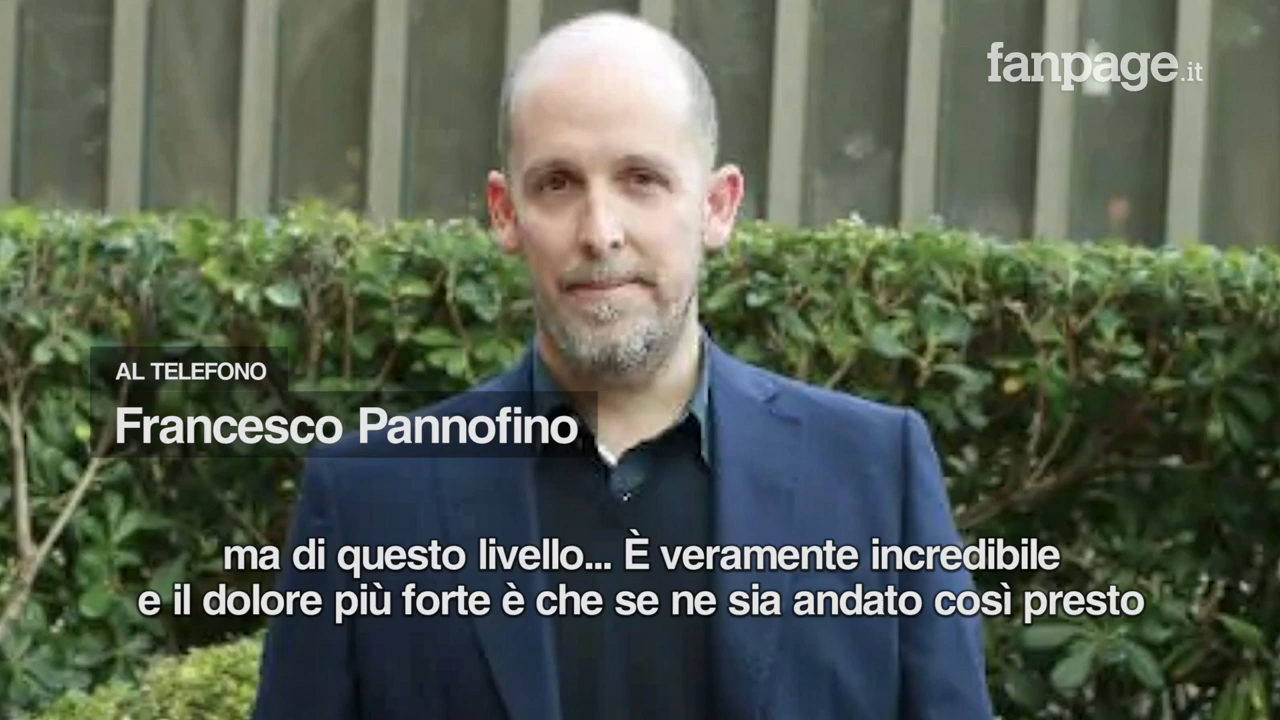 fanpage.it
AL TELEFONO
Francesco Pannofino
ma di questo livello... È veramente incredibile
e il dolore più forte è che se ne sia andato così presto